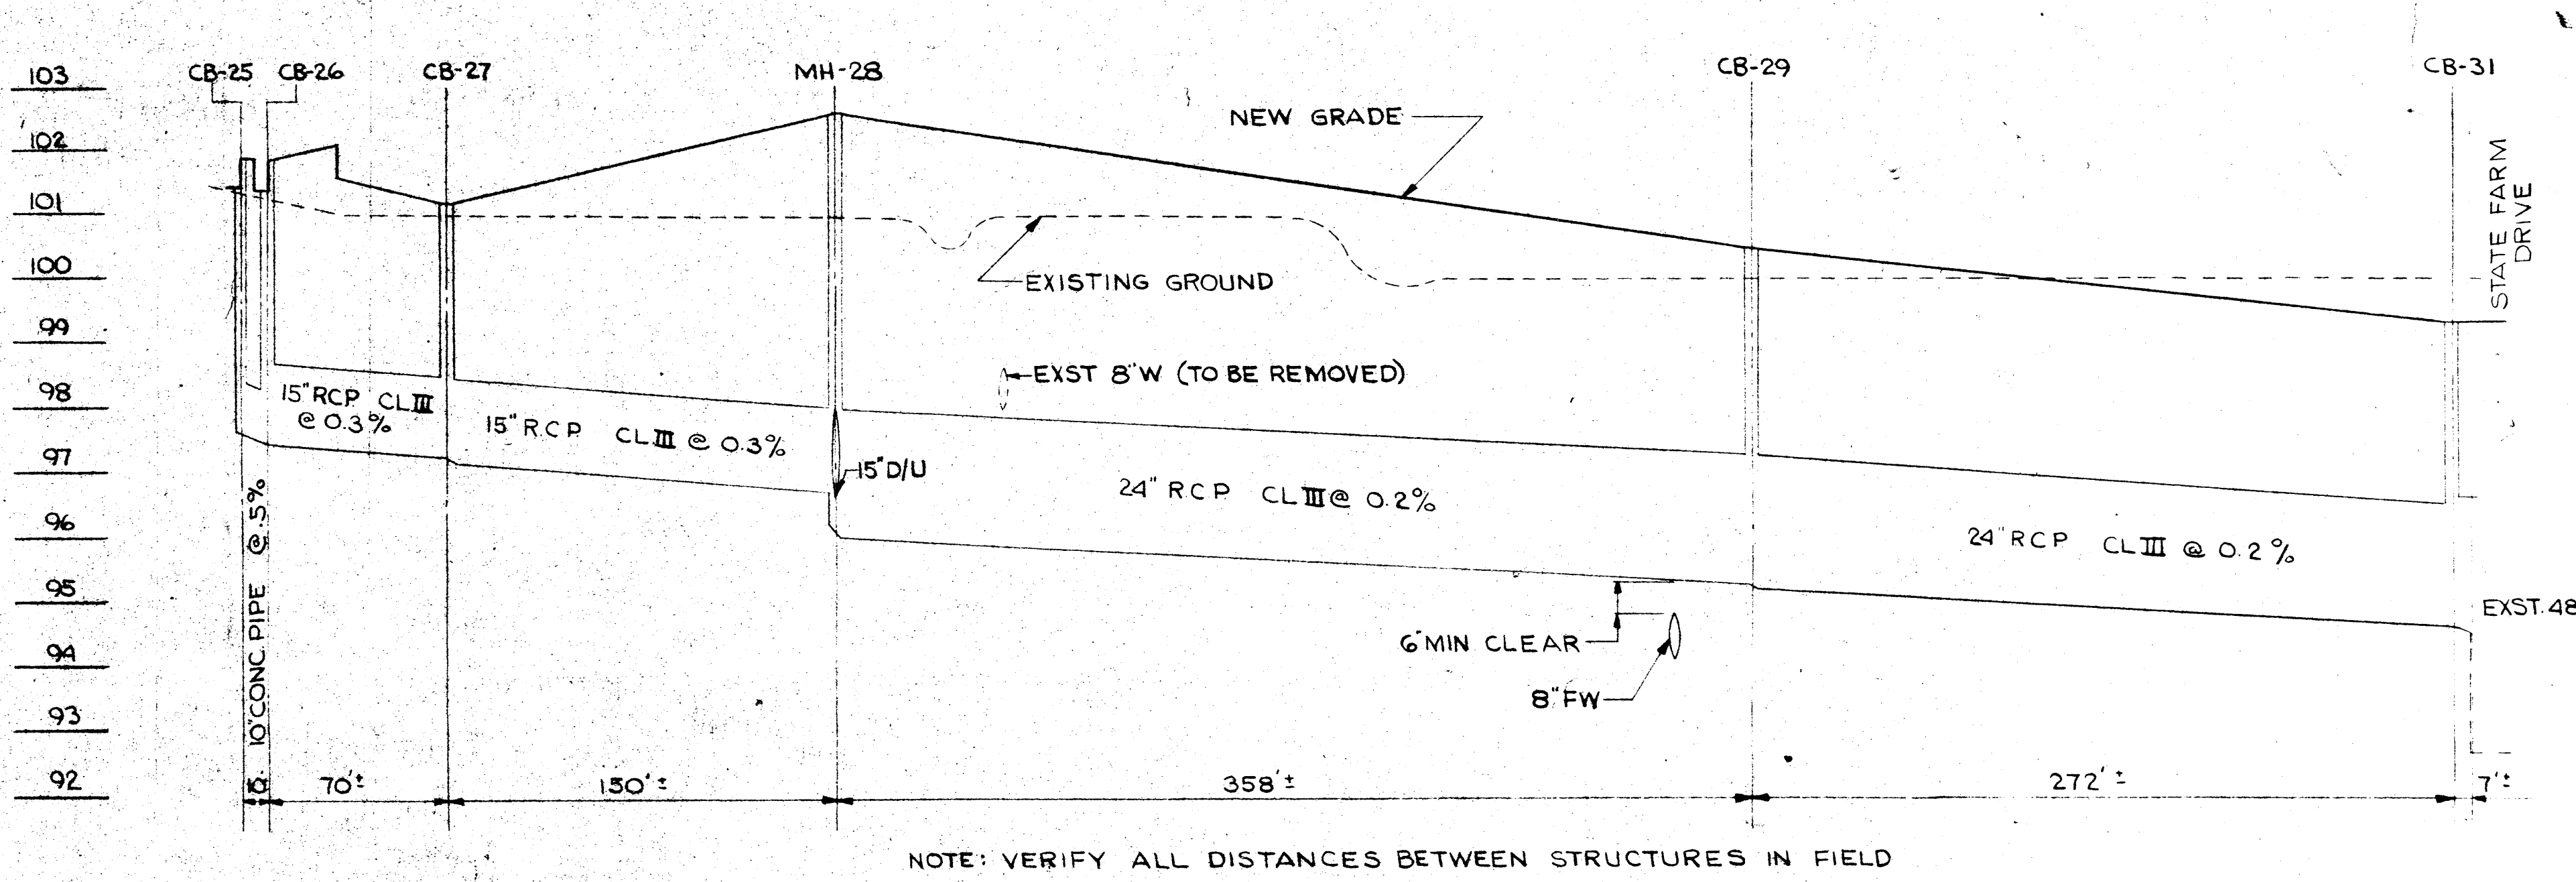 CB-25 CB-26 CB-27 MH-28 CB-29 CB-31
103
102
101
100
99
98
97
96
95
94
93
92
NEW GRADE
EXISTING GROUND
STATE FARM
DRIVE
EXST 8"W (TO BE REMOVED)
15" RCP CL III
@ 0.3%
15" R.C.P. CL III @ 0.3%
15" D/U
24" R.C.P. CL III @ 0.2%
24" RCP CL III @ 0.2%
10" CONC. PIPE @ .5%
6" MIN CLEAR
8" FW
EXST. 48
70'± 150'± 358'± 272'± 7'±
NOTE: VERIFY ALL DISTANCES BETWEEN STRUCTURES IN FIELD